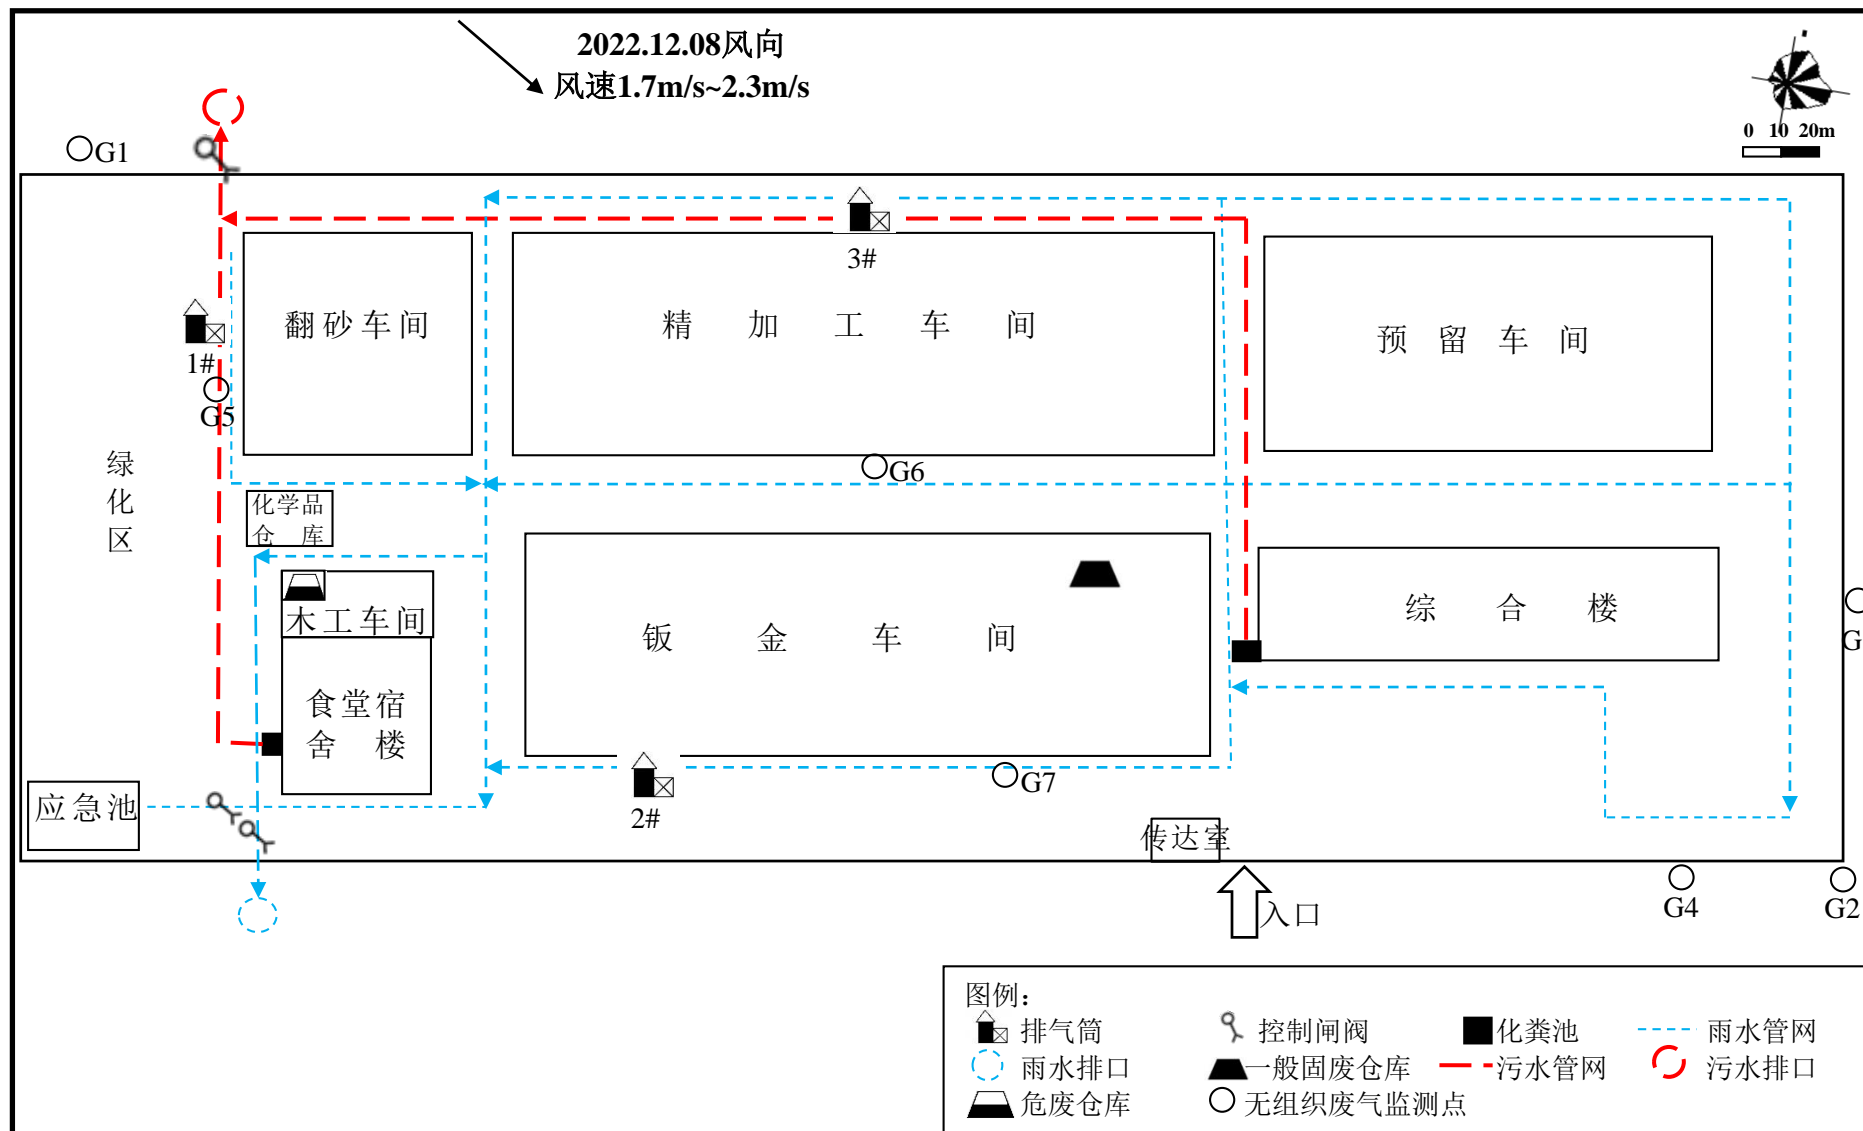 2022.12.08风向
风速1.7m/s~2.3m/s
0 10 20m
G1
3#
翻砂车间
精加工车间
预留车间
1#
G5
G6
绿
化
区
化学品
仓库
木工车间
钣金车间
综合楼
G
食堂宿
舍楼
应急池
G7
2#
传达室
入口
G4
G2
图例：
排气筒
控制闸阀
化粪池
雨水管网
雨水排口
一般固废仓库
污水管网
污水排口
危废仓库
无组织废气监测点